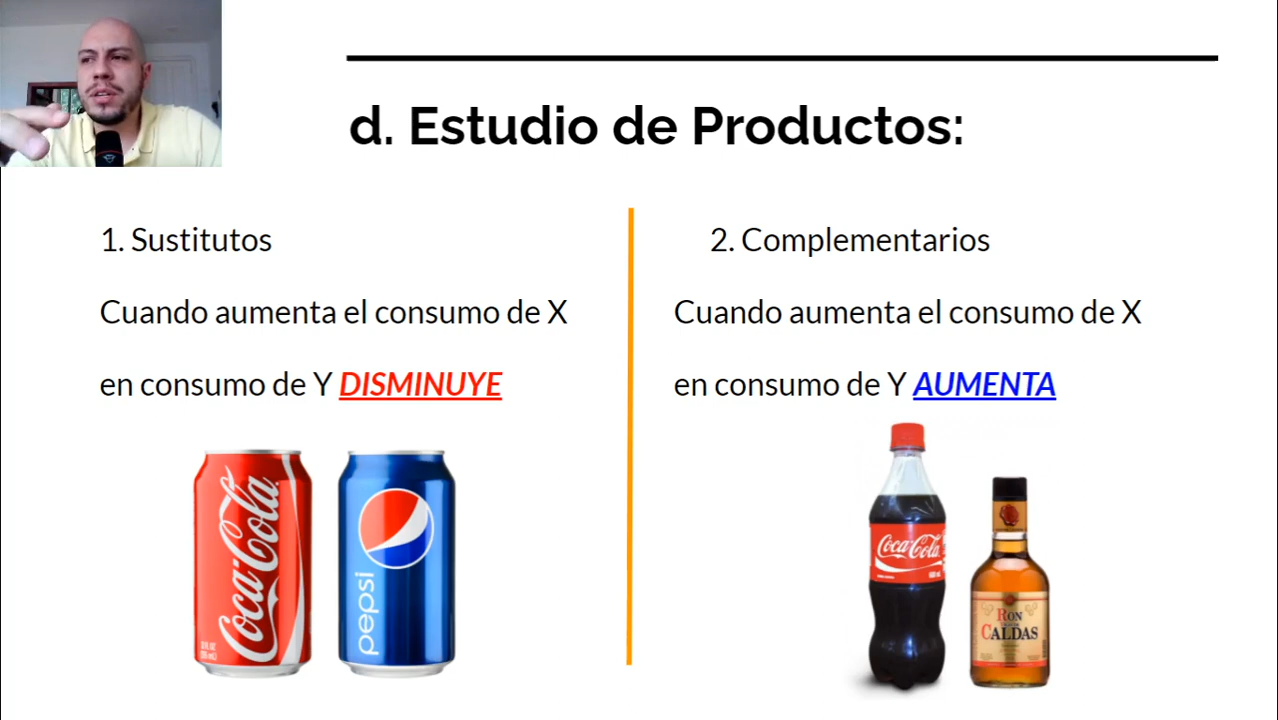 d. Estudio de Productos:
1. Sustitutos
Cuando aumenta el consumo de X
en consumo de Y DISMINUYE
Coca-Cola
pepsi
2. Complementarios
Cuando aumenta el consumo de X
en consumo de Y AUMENTA
Coca-Cola
RON
CALDAS